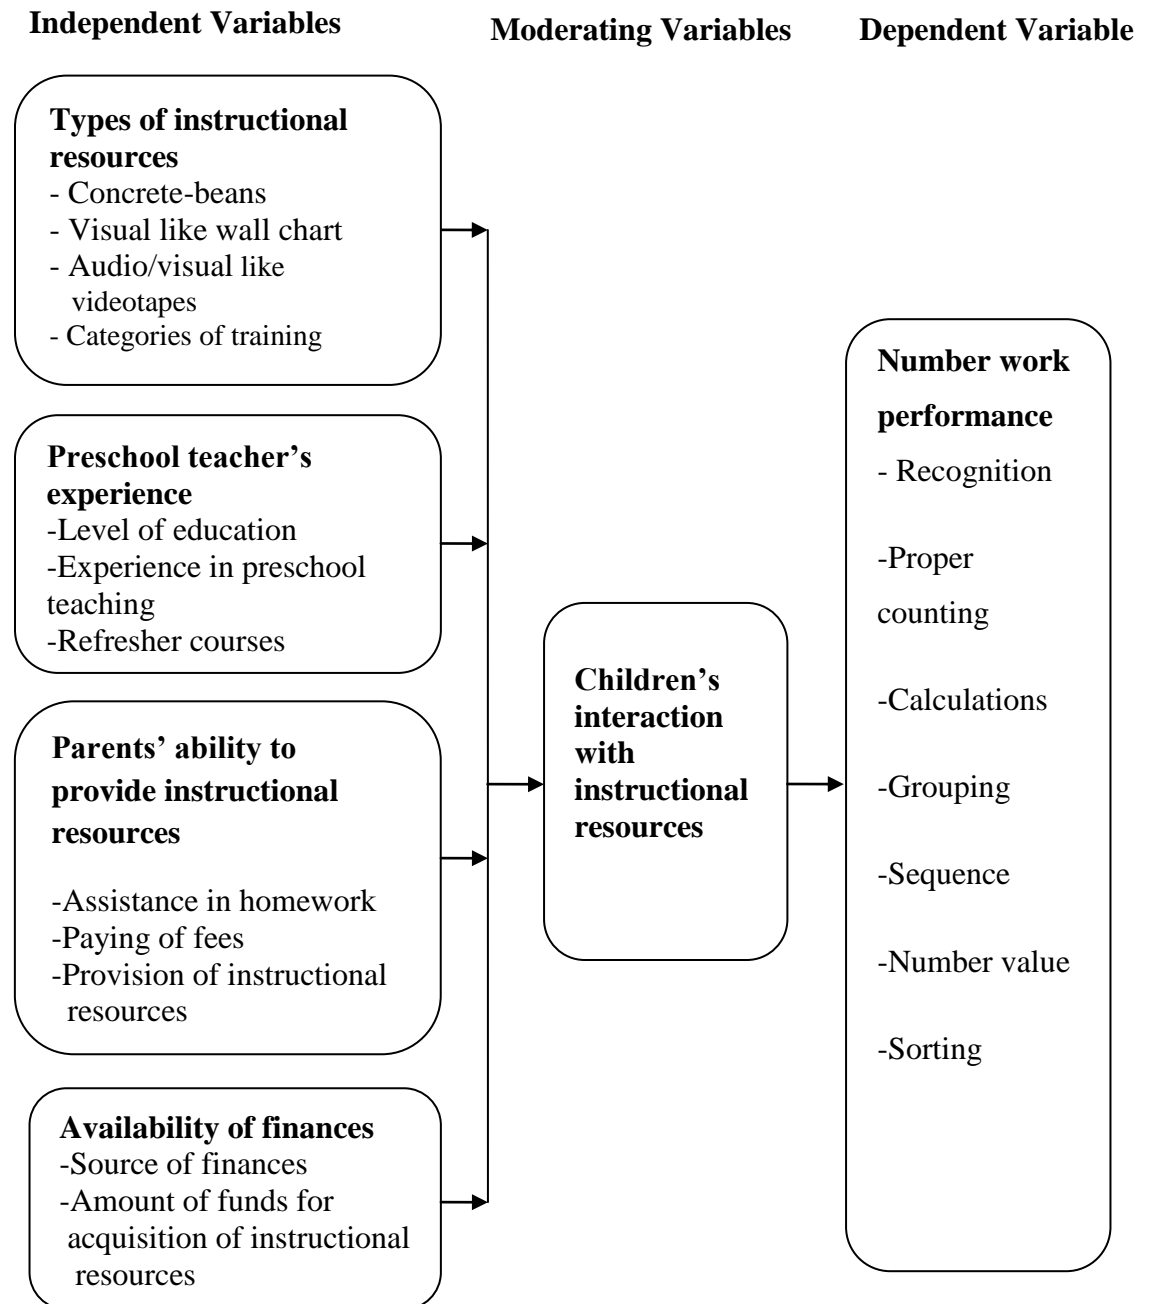 Independent Variables
Moderating Variables
Dependent Variable
Types of instructional
resources
- Concrete-beans
- Visual like wall chart
- Audio/visual like
videotapes
- Categories of training
Preschool teacher’s
experience
-Level of education
-Experience in preschool
teaching
-Refresher courses
Parents’ ability to
provide instructional
resources
-Assistance in homework
-Paying of fees
-Provision of instructional
resources
Availability of finances
-Source of finances
-Amount of funds for
acquisition of instructional
resources
Children’s
interaction
with
instructional
resources
Number work
performance
- Recognition
-Proper
counting
-Calculations
-Grouping
-Sequence
-Number value
-Sorting